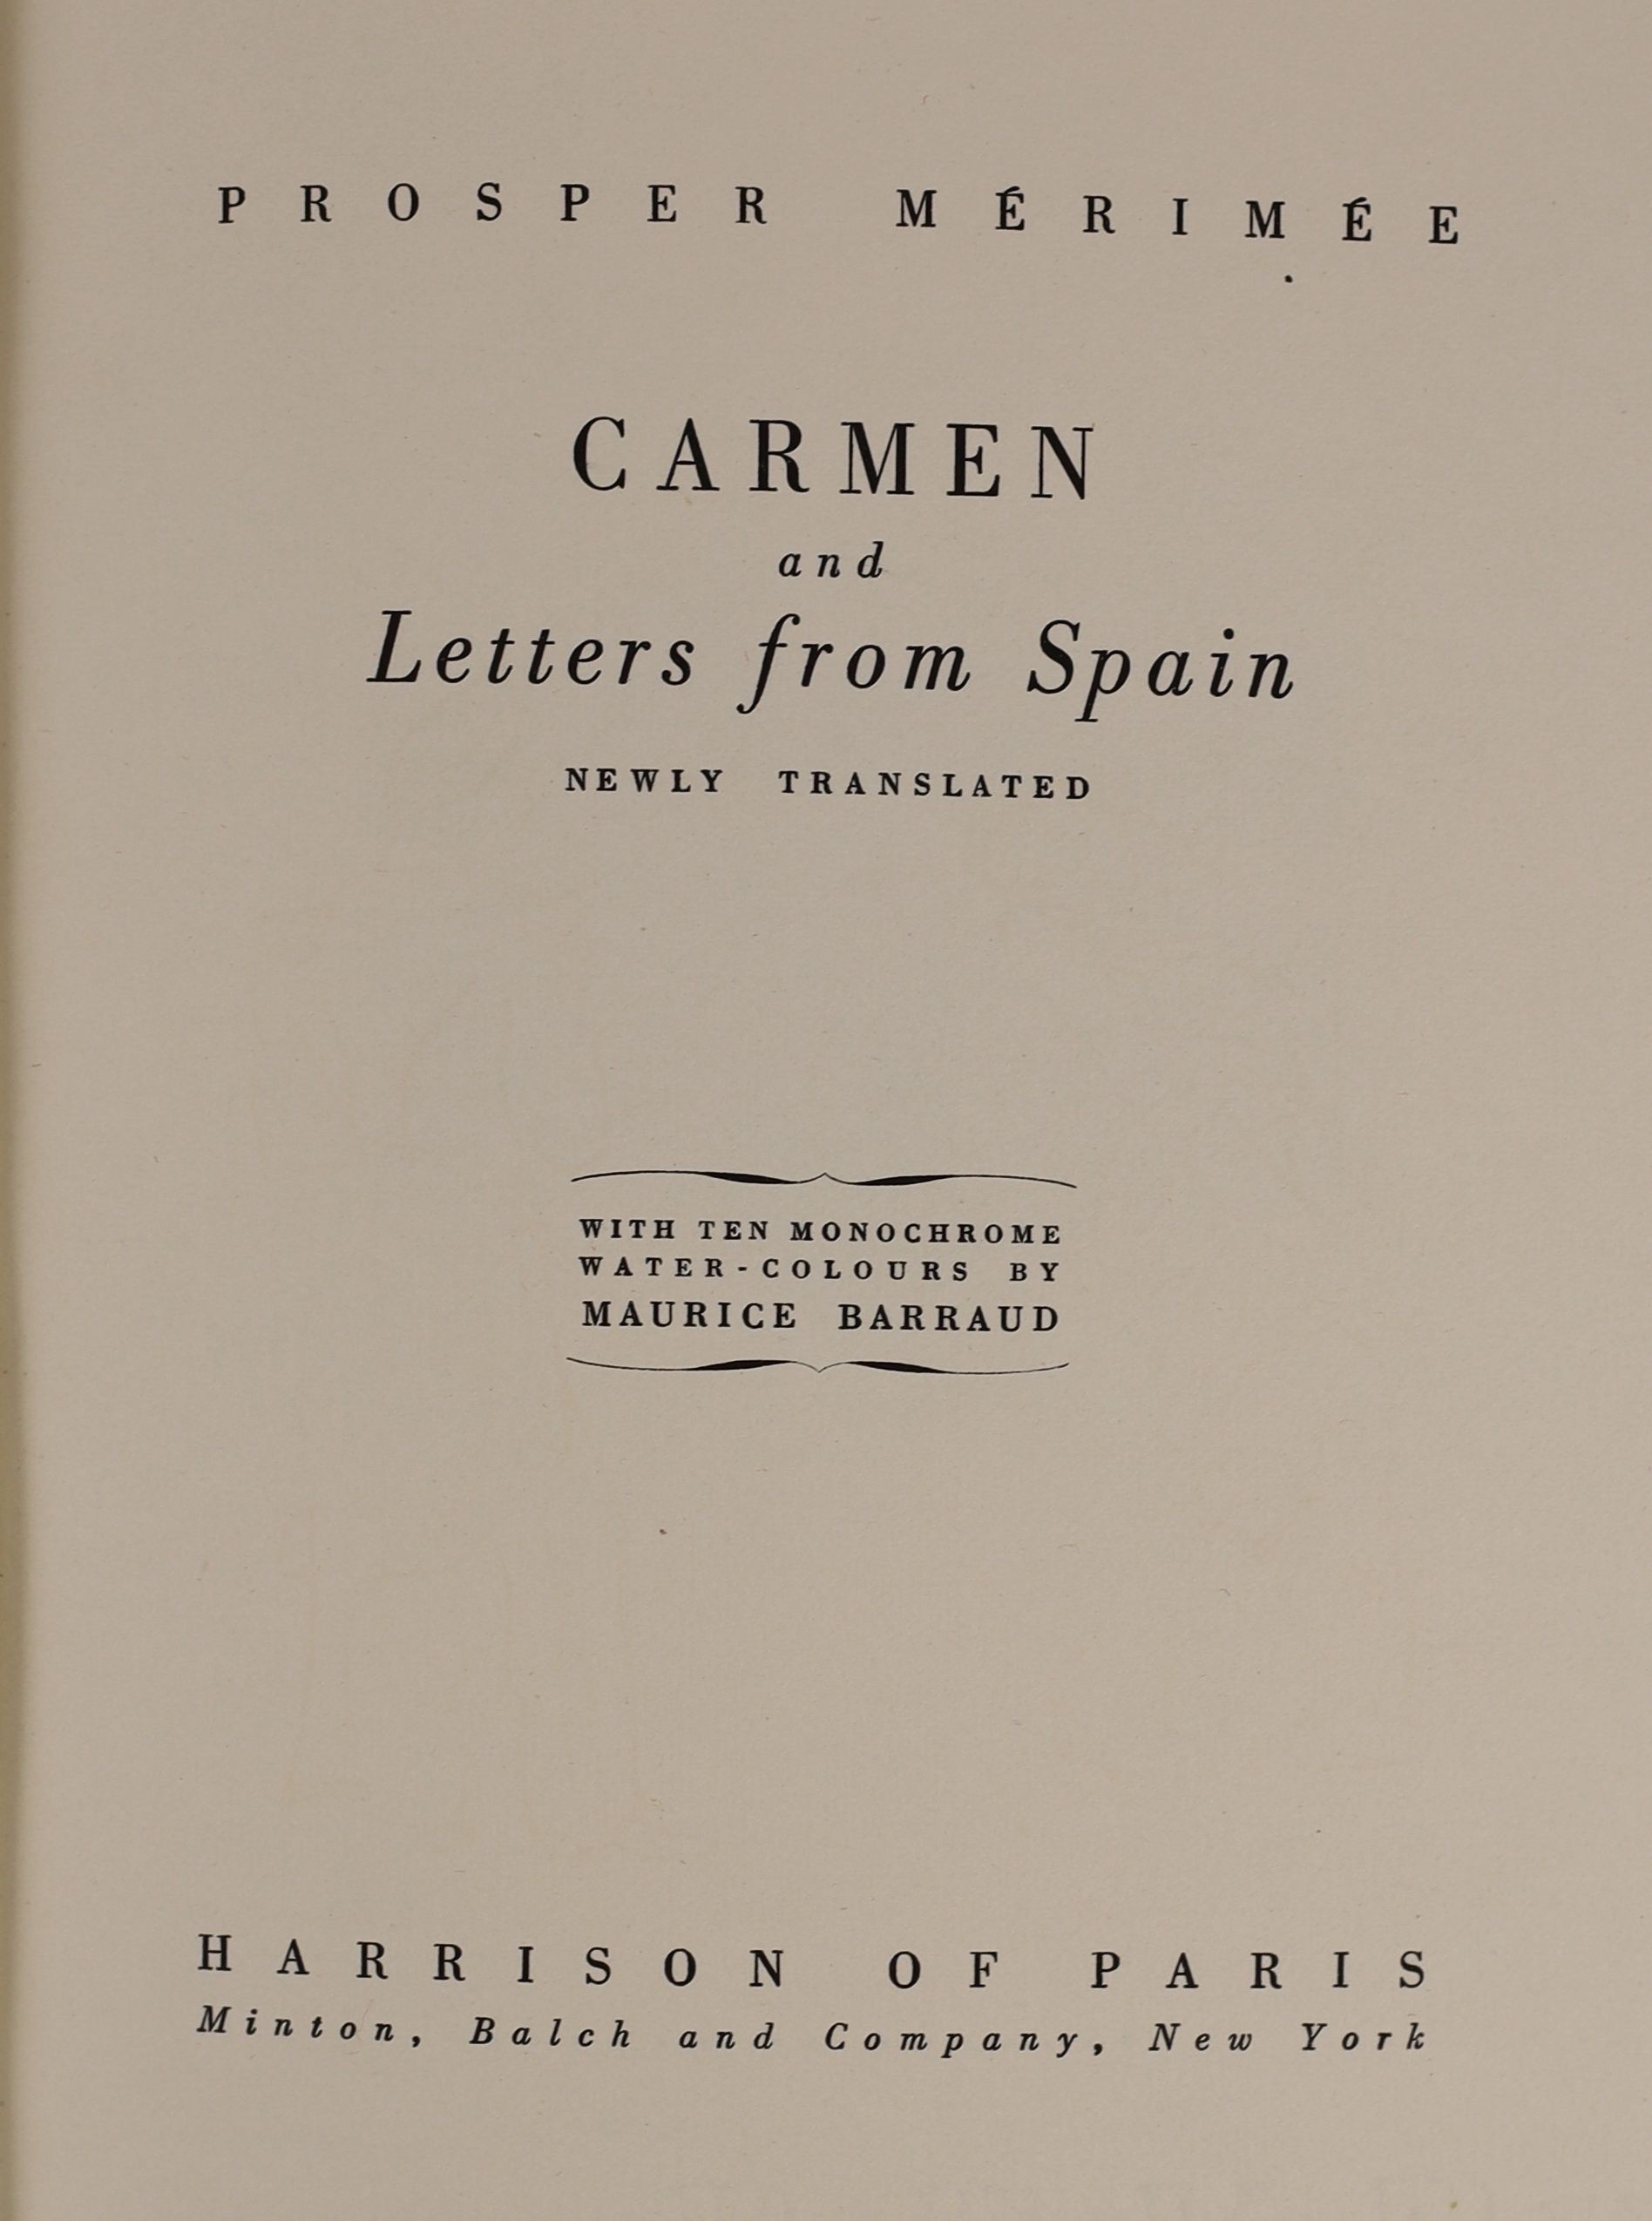 PROSPER MÉRIMÉE
CARMEN
and
Letters from Spain
NEWLY TRANSLATED
WITH TEN MONOCHROME
WATER-COLOURS BY
MAURICE BARRAUD
HARRISON OF PARIS
Minton, Balch and Company, New York